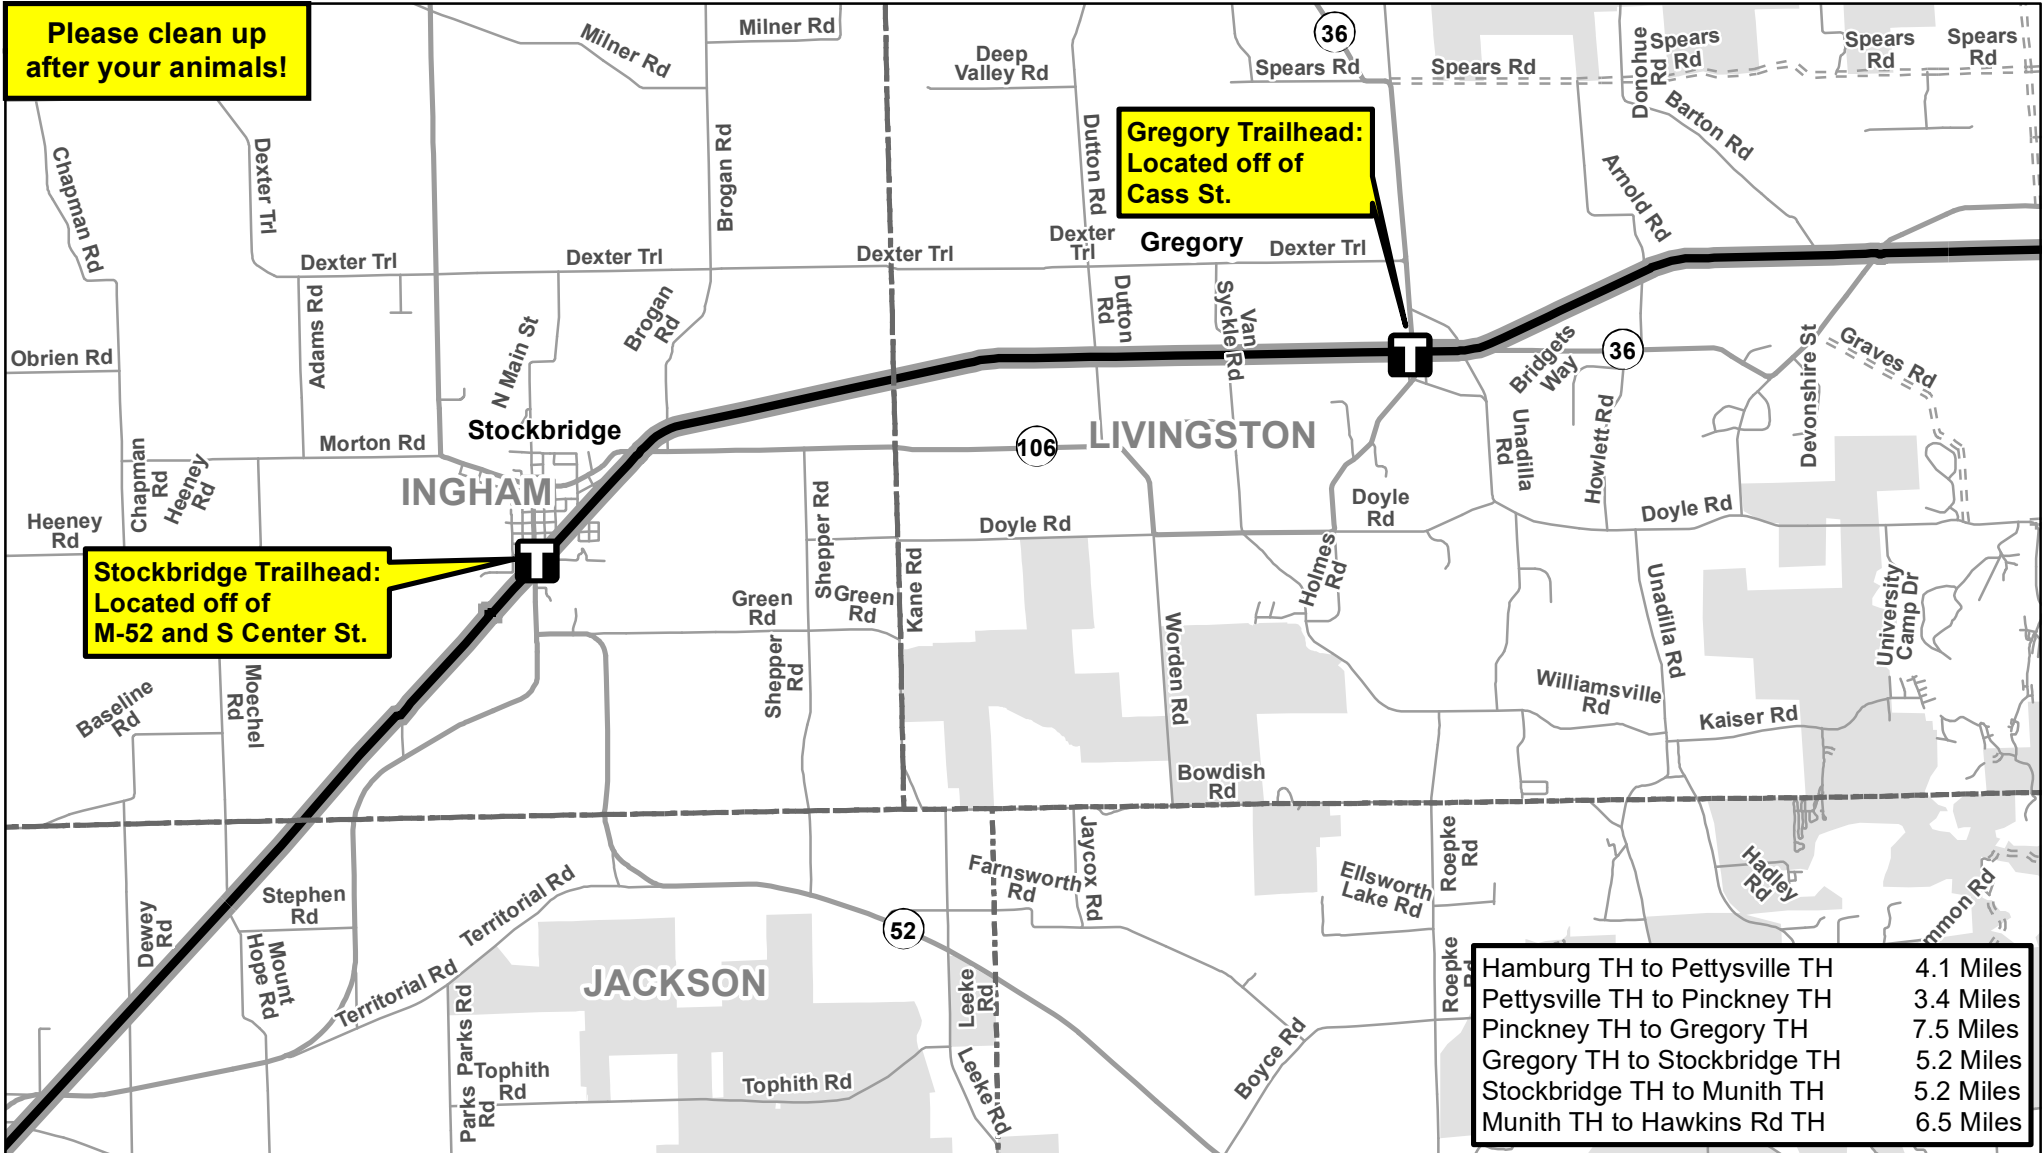 Please clean up
after your animals!
Milner Rd
Milner Rd
Deep
Valley Rd
36
Spears Rd
Spears Rd
Donohue
Rd
Spears
Rd
Spears
Rd
Spears
Rd
Chapman Rd
Dexter Trl
Brogan Rd
Dutton Rd
Gregory Trailhead:
Located off of
Cass St.
Barton Rd
Arnold Rd
Dexter Trl
Dexter Trl
Dexter Trl
Dexter
Trl
Gregory
Dexter Trl
Obrien Rd
Adams Rd
N Main St
Brogan
Rd
Dutton
Rd
Van
Syckle Rd
Bridgets
Way
36
Devonshire St
Graves Rd
Stockbridge
Morton Rd
106
LIVINGSTON
Unadilla
Rd
Howlett Rd
Chapman
Rd
Heeney
Rd
INGHAM
Heeney
Rd
Shepper Rd
Doyle Rd
Doyle
Rd
Doyle Rd
Stockbridge Trailhead:
Located off of
M-52 and S Center St.
Green
Rd
Green
Rd
Kane Rd
Holmes
Rd
Worden Rd
Unadilla Rd
University
Camp Dr
Baseline
Rd
Moechel
Rd
Shepper
Rd
Williamsville
Rd
Kaiser Rd
Bowdish
Rd
Stephen
Rd
Dewey
Rd
Mount
Hope Rd
Territorial Rd
Territorial Rd
52
Farnsworth
Rd
Jaycox Rd
Ellsworth
Lake Rd
Roepke
Rd
Roepke
Rd
Hadley
Rd
mmon Rd
JACKSON
Leeke
Rd
Leeke Rd
Parks Rd
Parks
Rd
Tophith
Rd
Tophith Rd
Boyce Rd
Hamburg TH to Pettysville TH 4.1 Miles
Pettysville TH to Pinckney TH 3.4 Miles
Pinckney TH to Gregory TH 7.5 Miles
Gregory TH to Stockbridge TH 5.2 Miles
Stockbridge TH to Munith TH 5.2 Miles
Munith TH to Hawkins Rd TH 6.5 Miles
T
T